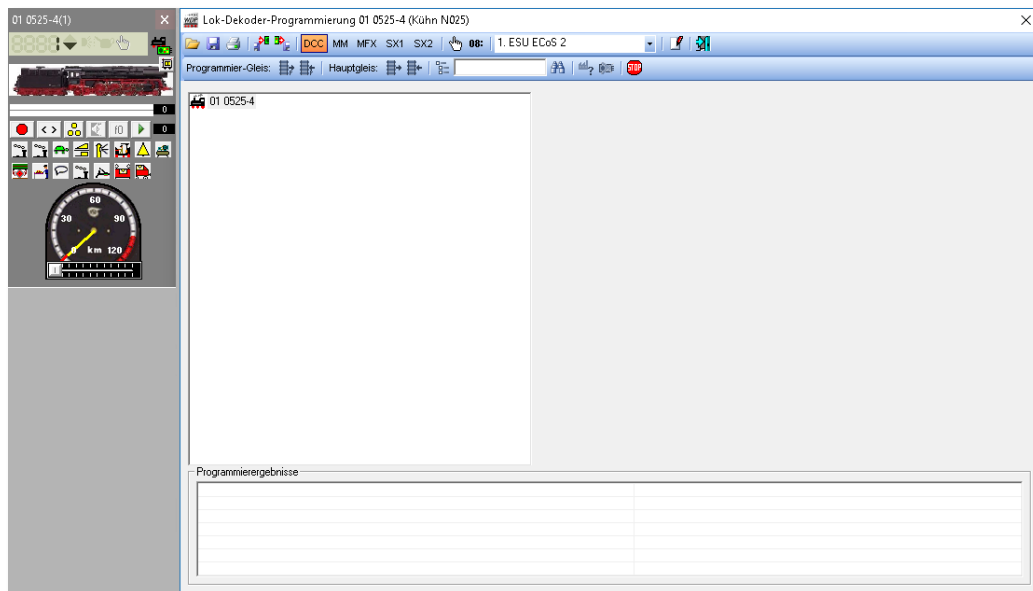 01 0525-4(1)
Lok-Dekoder-Programmierung 01 0525-4 (Kühn N025)
DCC MM MFX SX1 SX2 08: 1. ESU ECoS 2
Programmier-Gleis: Hauptgleis: STOP
01 0525-4
0
f0 0
60
30 90
0 km 120
Programmierergebnisse